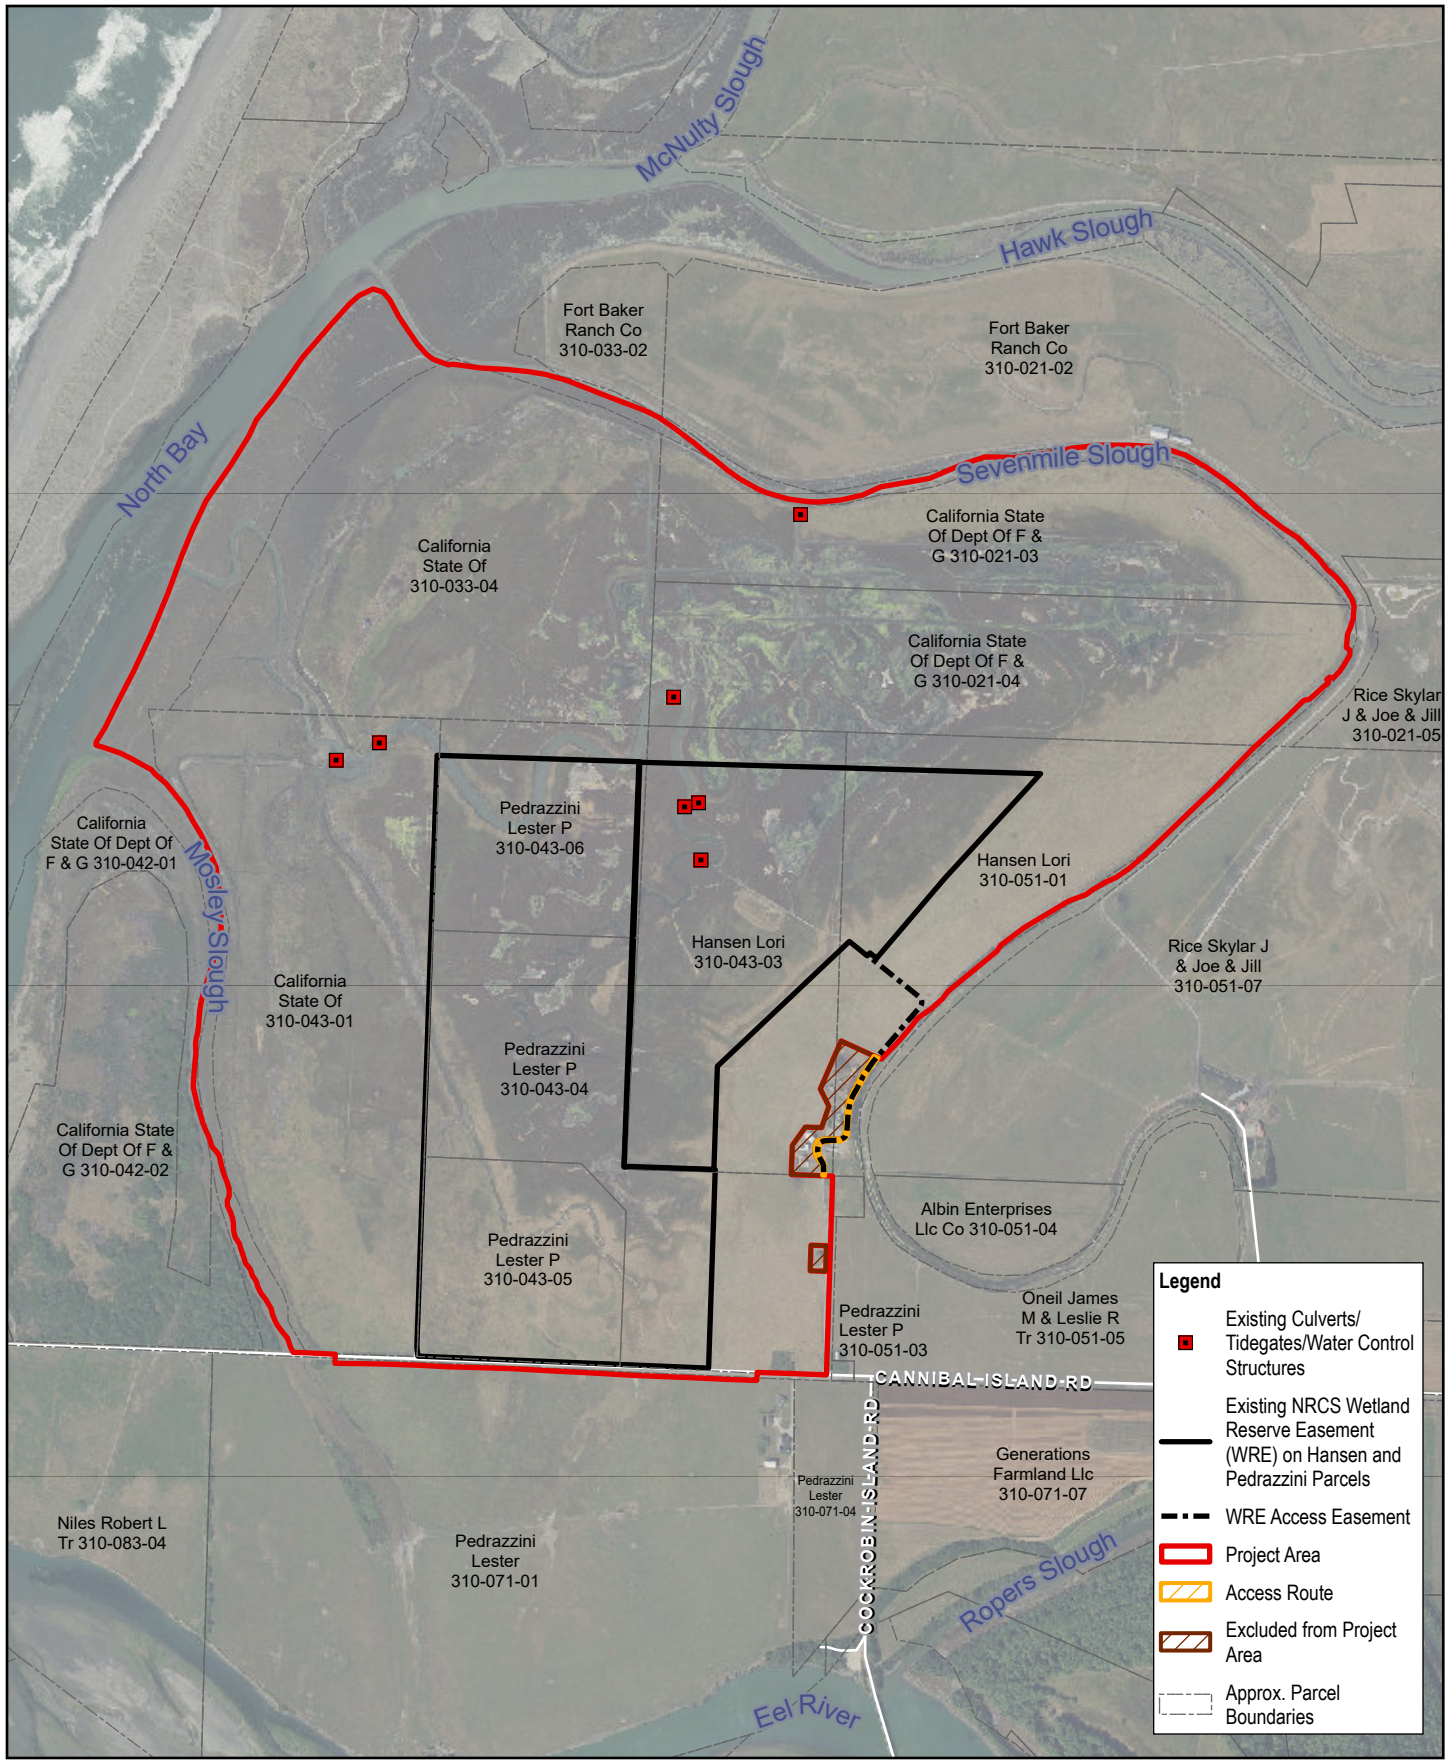 McNulty Slough
Hawk Slough
Fort Baker
Ranch Co
310-033-02
Fort Baker
Ranch Co
310-021-02
North Bay
Sevenmile Slough
California State
Of Dept Of F &
G 310-021-03
California
State Of
310-033-04
California State
Of Dept Of F &
G 310-021-04
Rice Skylar
J & Joe & Jill
310-021-05
Pedrazzini
Lester P
310-043-06
California
State Of Dept Of
F & G 310-042-01
Mosley Slough
Hansen Lori
310-051-01
Hansen Lori
310-043-03
Rice Skylar J
& Joe & Jill
310-051-07
California
State Of
310-043-01
Pedrazzini
Lester P
310-043-04
California State
Of Dept Of F &
G 310-042-02
Albin Enterprises
Llc Co 310-051-04
Pedrazzini
Lester P
310-043-05
Pedrazzini
Lester P
310-051-03
Oneil James
M & Leslie R
Tr 310-051-05
CANNIBAL ISLAND RD
COCKROBIN ISLAND RD
Generations
Farmland Llc
310-071-07
Pedrazzini
Lester
310-071-04
Niles Robert L
Tr 310-083-04
Pedrazzini
Lester
310-071-01
Ropers Slough
Eel River
Legend
Existing Culverts/
Tidegates/Water Control
Structures
Existing NRCS Wetland
Reserve Easement
(WRE) on Hansen and
Pedrazzini Parcels
WRE Access Easement
Project Area
Access Route
Excluded from Project
Area
Approx. Parcel
Boundaries